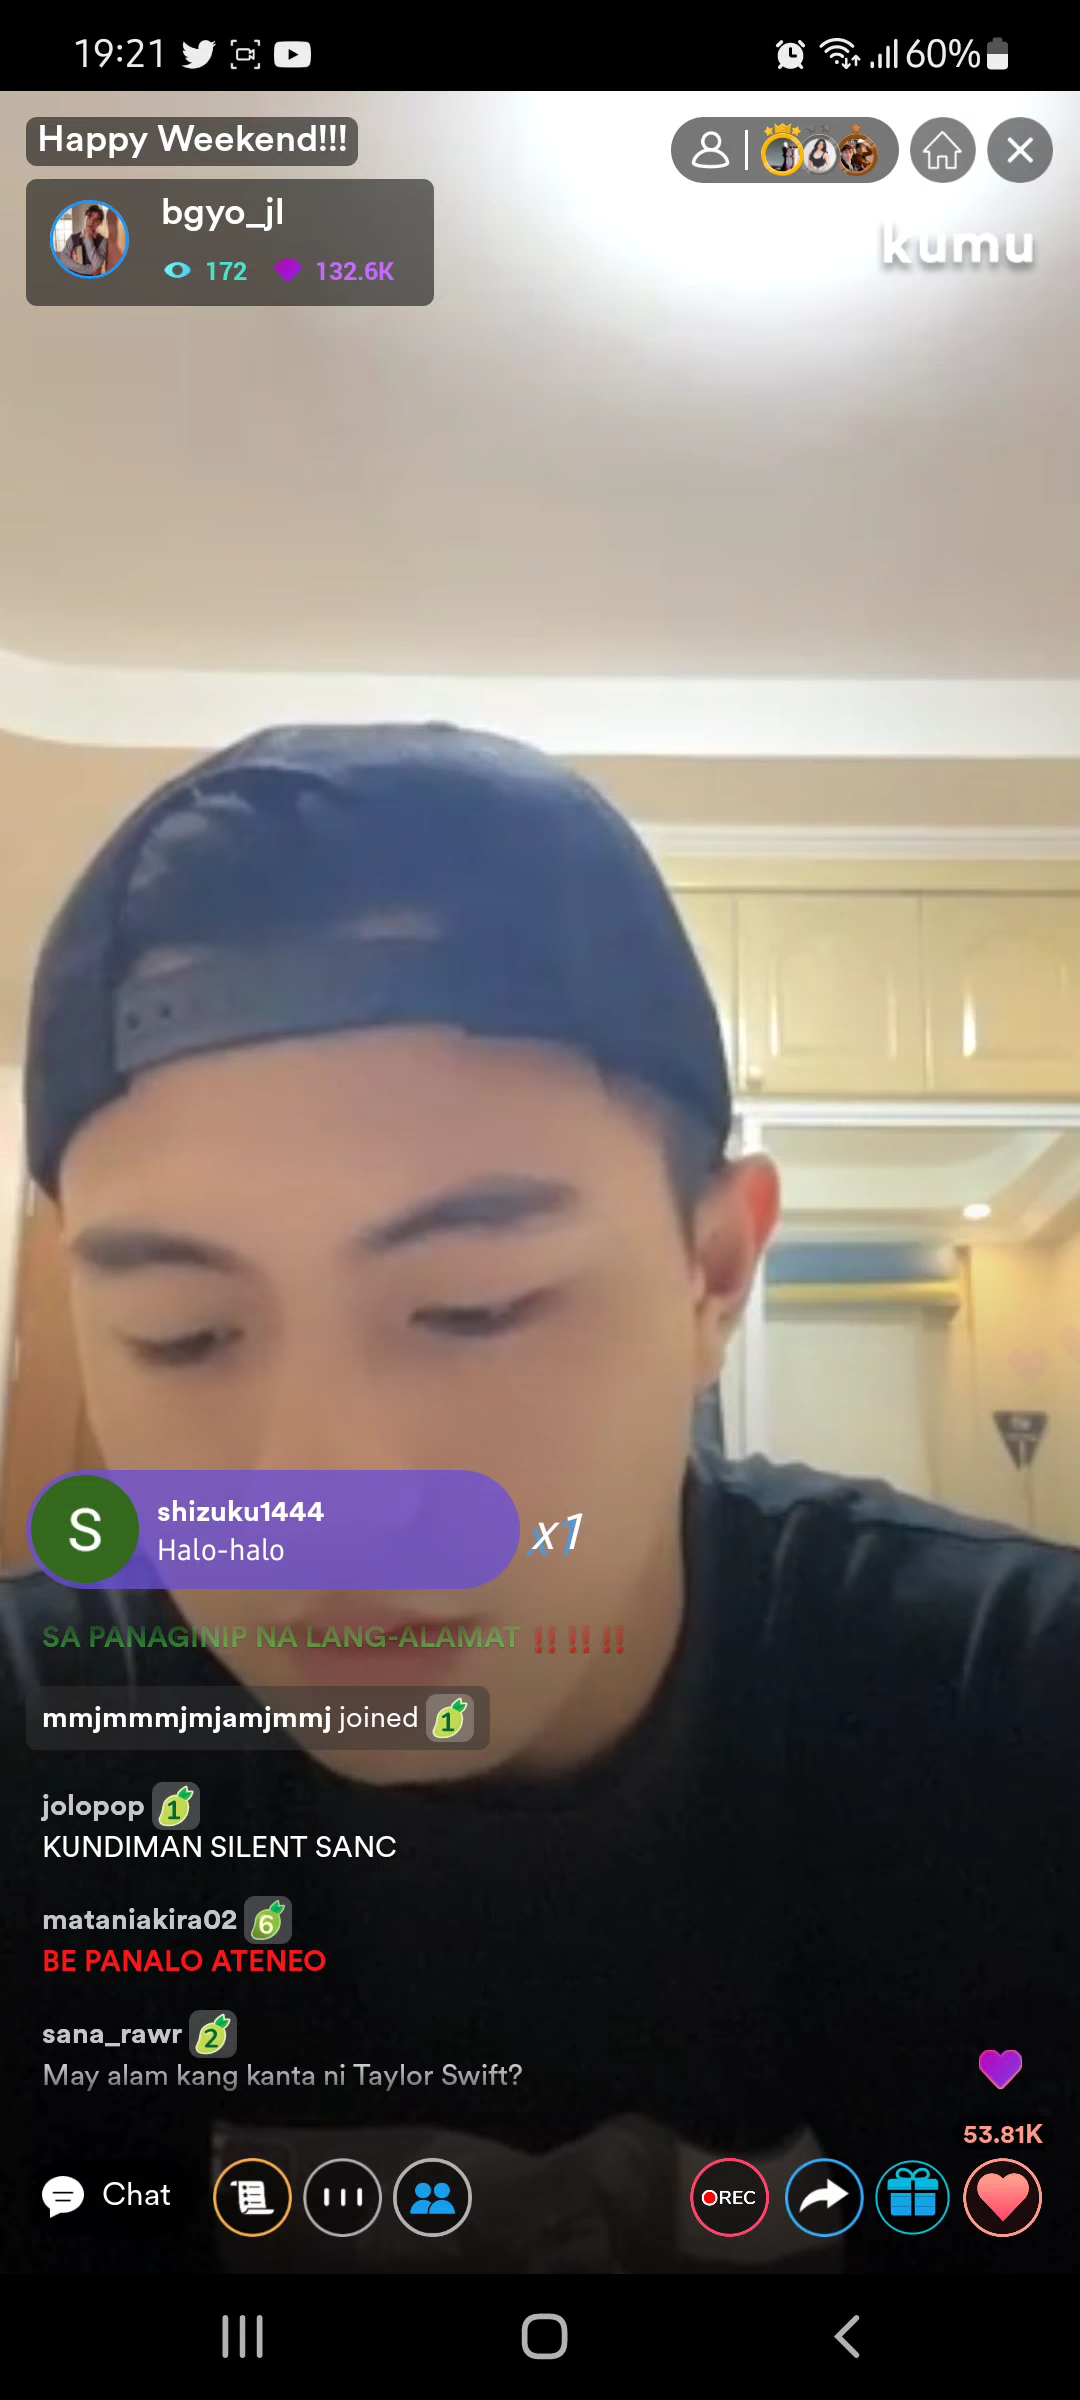 19:21
60%
Happy Weekend!!!
bgyo_jl
172 132.6K
kumu
S
shizuku1444
Halo-halo
x1
SA PANAGINIP NA LANG-ALAMAT ‼️‼️‼️
mmjmmmjmjamjmmj joined 1
jolopop 1
KUNDIMAN SILENT SANC
mataniakira02 6
BE PANALO ATENEO
sana_rawr 2
May alam kang kanta ni Taylor Swift?
53.81K
Chat
REC